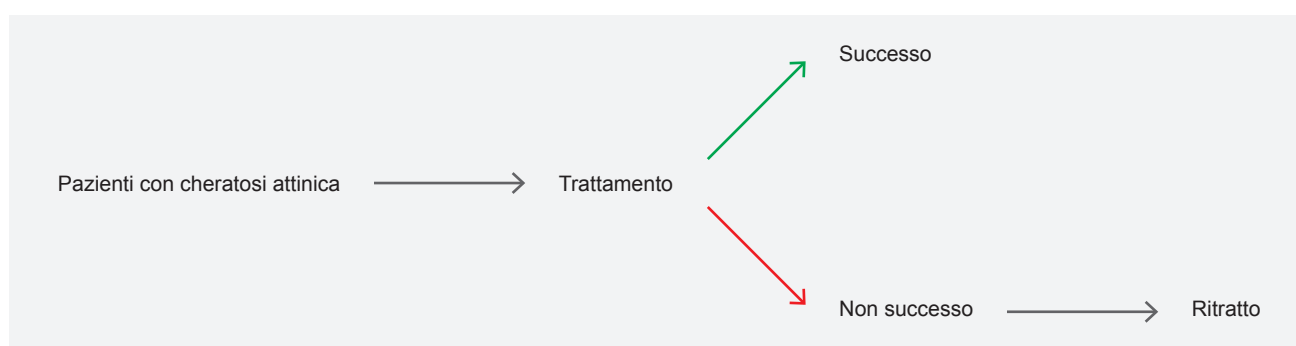 Successo
Pazienti con cheratosi attinica
Trattamento
Non successo
Ritratto